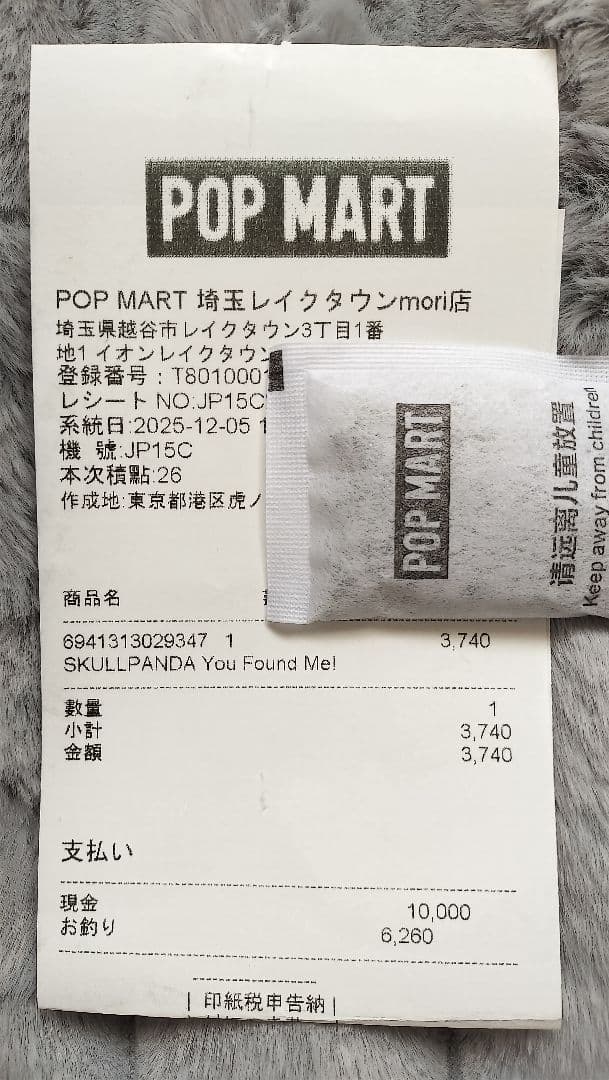 POP MART
POP MART 埼玉レイクタウンmori店
埼玉県越谷市レイクタウン3丁目1番
地1 イオンレイクタウン
登録番号：T8010001
レシート NO:JP15C
系統日:2025-12-05 1
機 號:JP15C
本次積點:26
作成地:東京都港区虎ノ
POP MART
请远离儿童放置
Keep away from children
商品名
6941313029347 1 3,740
SKULLPANDA You Found Me!
數量 1
小計 3,740
金額 3,740
支払い
現金 10,000
お釣り 6,260
| 印紙税申告納 |